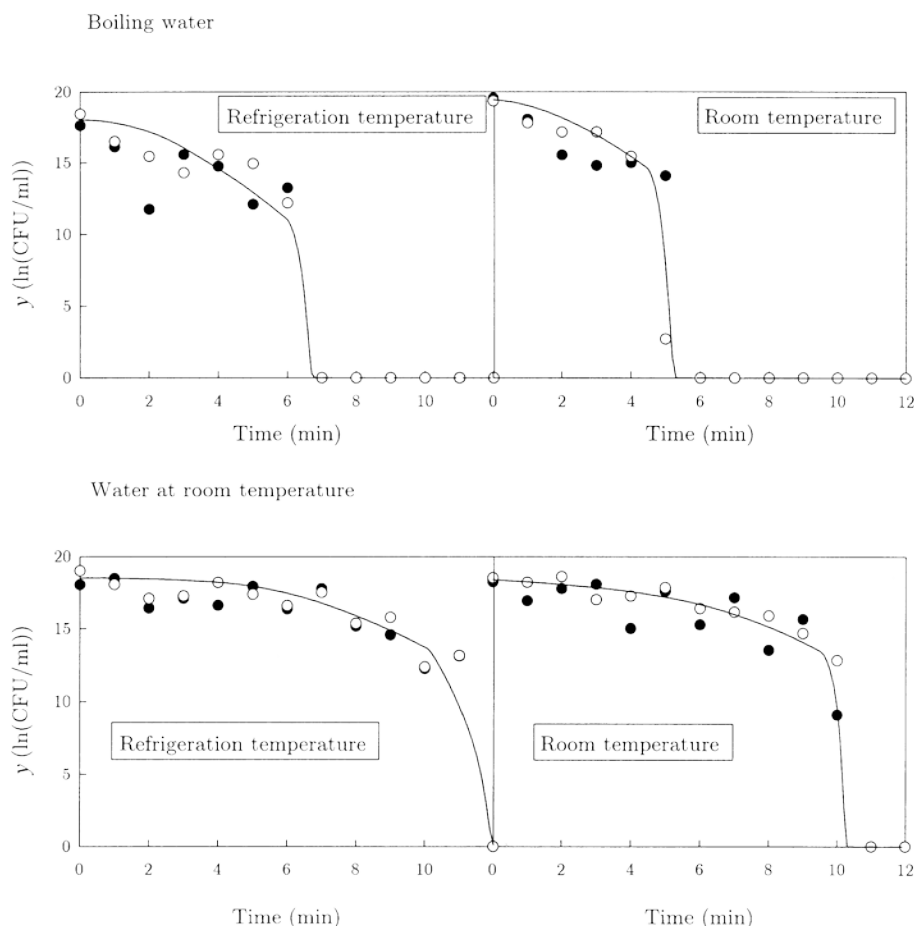 Boiling water
20
15
10
5
0
y (ln(CFU/ml))
Refrigeration temperature
Room temperature
0 2 4 6 8 10 0 2 4 6 8 10 12
Time (min) Time (min)
Water at room temperature
20
15
10
5
0
y (ln(CFU/ml))
Refrigeration temperature
Room temperature
0 2 4 6 8 10 0 2 4 6 8 10 12
Time (min) Time (min)